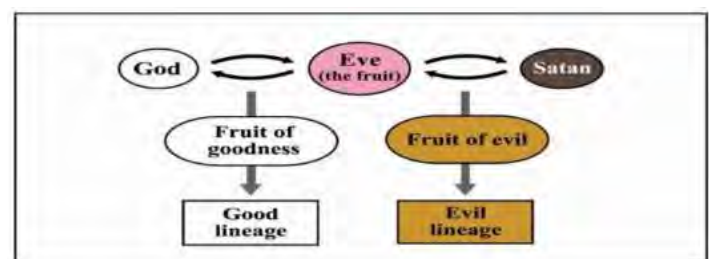 God
Eve
(the fruit)
Satan
Fruit of
goodness
Fruit of evil
Good
lineage
Evil
lineage